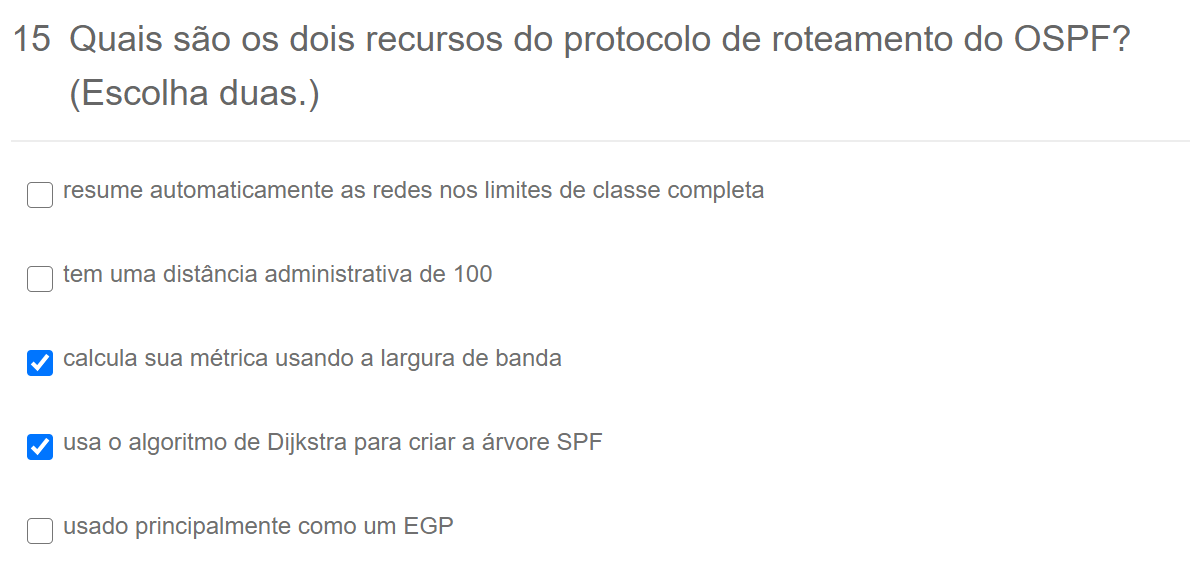 15 Quais são os dois recursos do protocolo de roteamento do OSPF?
(Escolha duas.)
resume automaticamente as redes nos limites de classe completa
tem uma distância administrativa de 100
calcula sua métrica usando a largura de banda
usa o algoritmo de Dijkstra para criar a árvore SPF
usado principalmente como um EGP